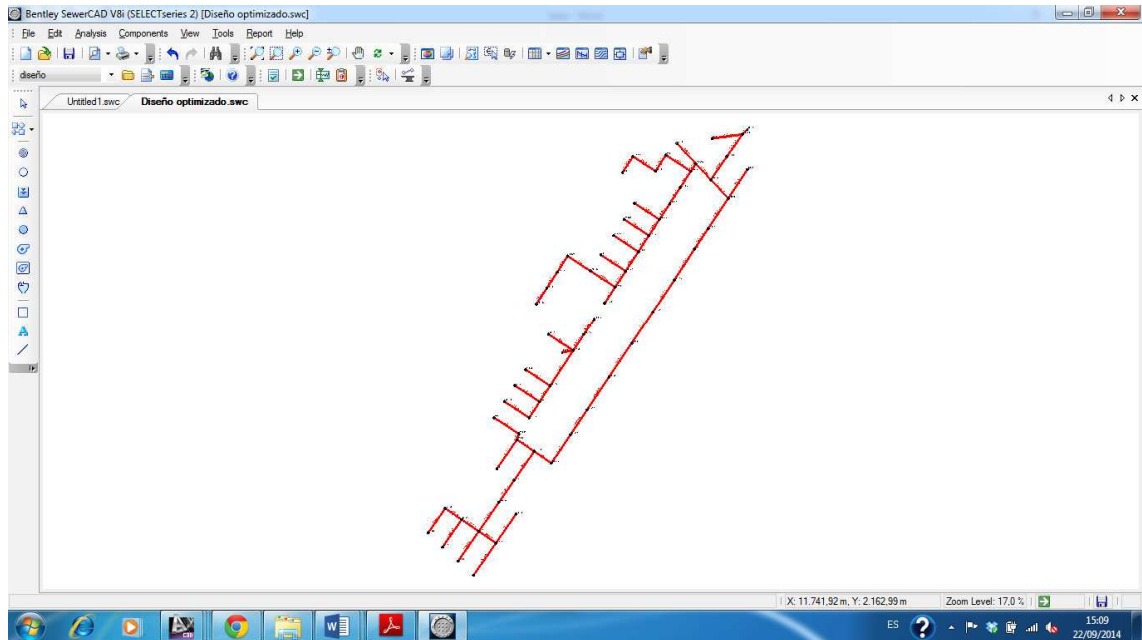 Bentley SewerCAD V8i (SELECTseries 2) [Diseño optimizado.swc]
File Edit Analysis Components View Tools Report Help
diseño
Untitled1.swc Diseño optimizado.swc
X: 11.741,92 m, Y: 2.162,99 m Zoom Level: 17,0 %
ES 15:09
22/09/2014